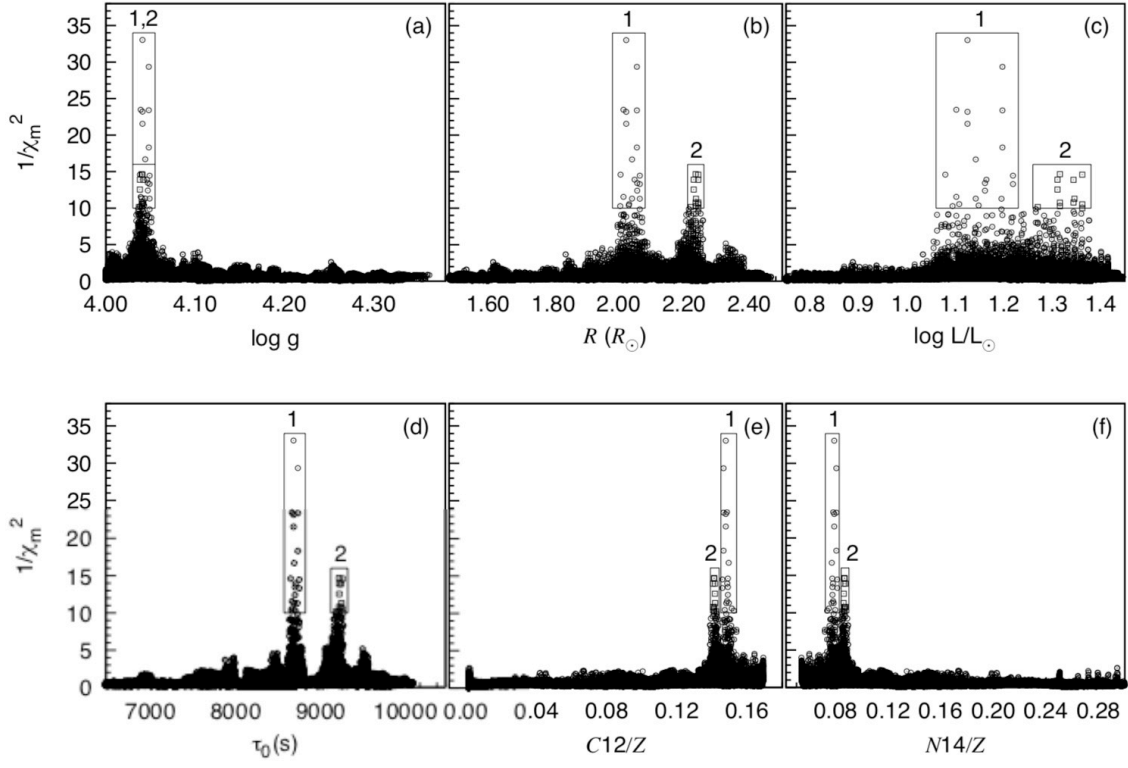 1,2 (a)
1 2 (b)
1 2 (c)
1/χm²
35
30
25
20
15
10
5
0
4.00 4.10 4.20 4.30
log g
1.60 1.80 2.00 2.20 2.40
R (R☉)
0.8 0.9 1.0 1.1 1.2 1.3 1.4
log L/L☉
1 2 (d)
1 2 (e)
1 2 (f)
1/χm²
35
30
25
20
15
10
5
0
7000 8000 9000 10000
τ0(s)
0.00 0.04 0.08 0.12 0.16
C12/Z
0.08 0.12 0.16 0.20 0.24 0.28
N14/Z